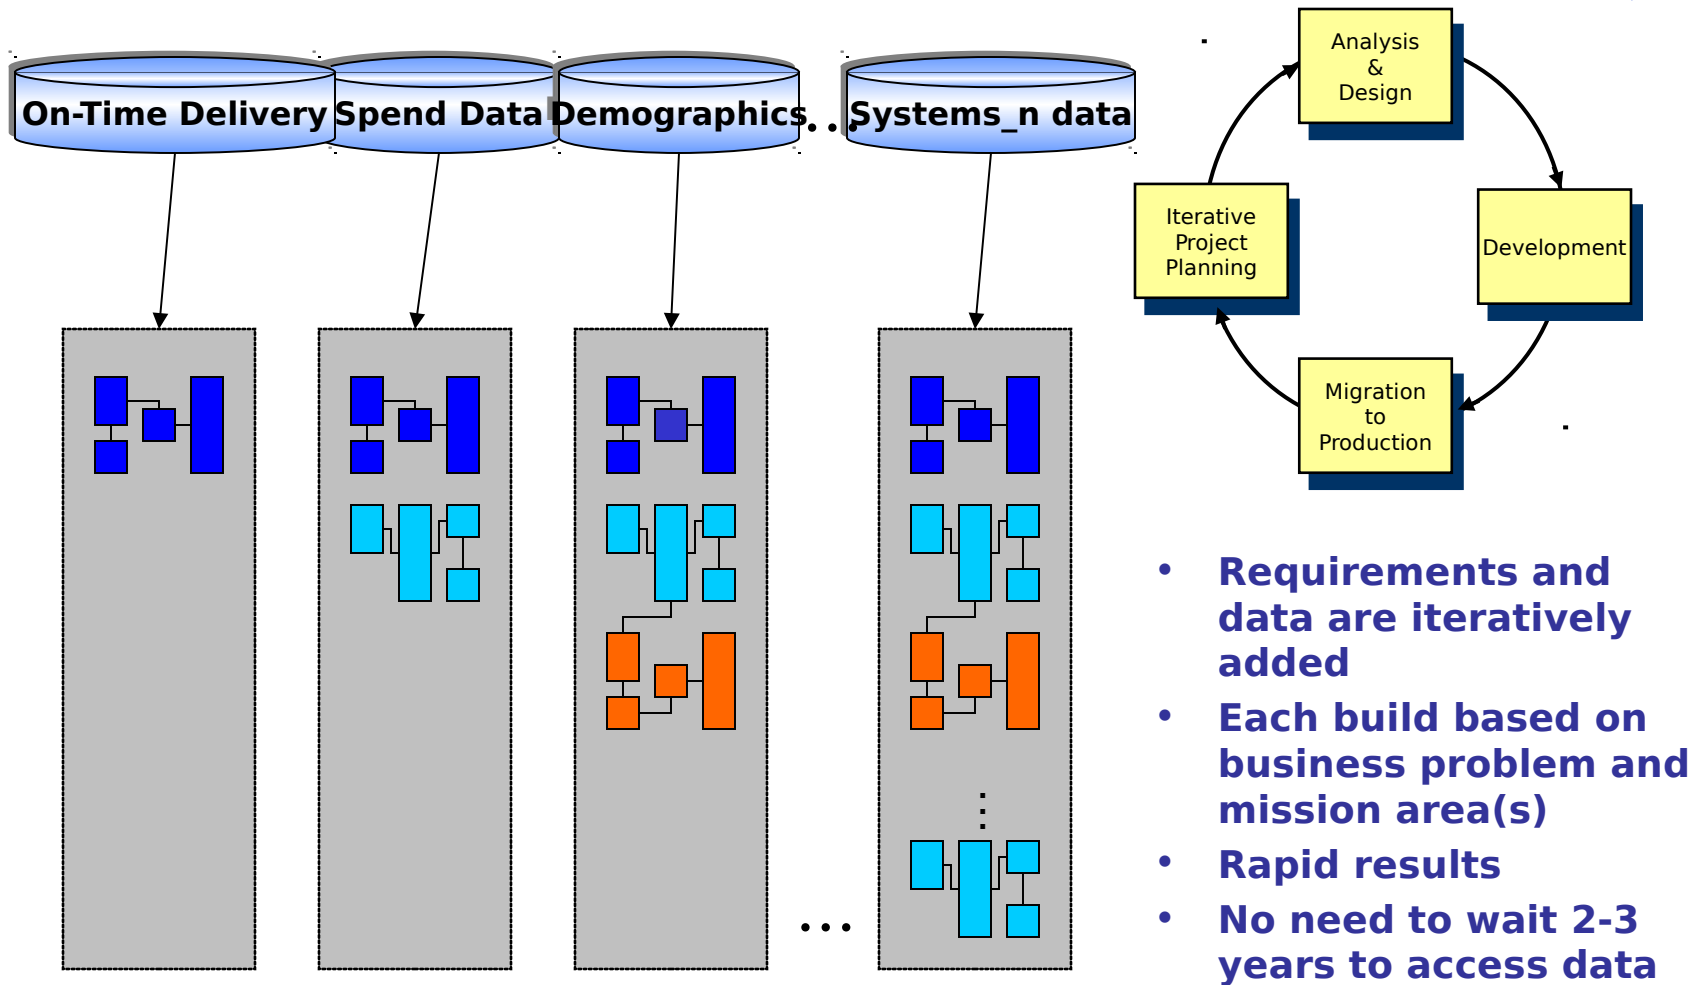 On-Time Delivery
Spend Data
Demographics
...
Systems_n data
Analysis
&
Design
Iterative
Project
Planning
Development
Migration
to
Production
• Requirements and
data are iteratively
added
• Each build based on
business problem and
mission area(s)
• Rapid results
• No need to wait 2-3
years to access data
...
...